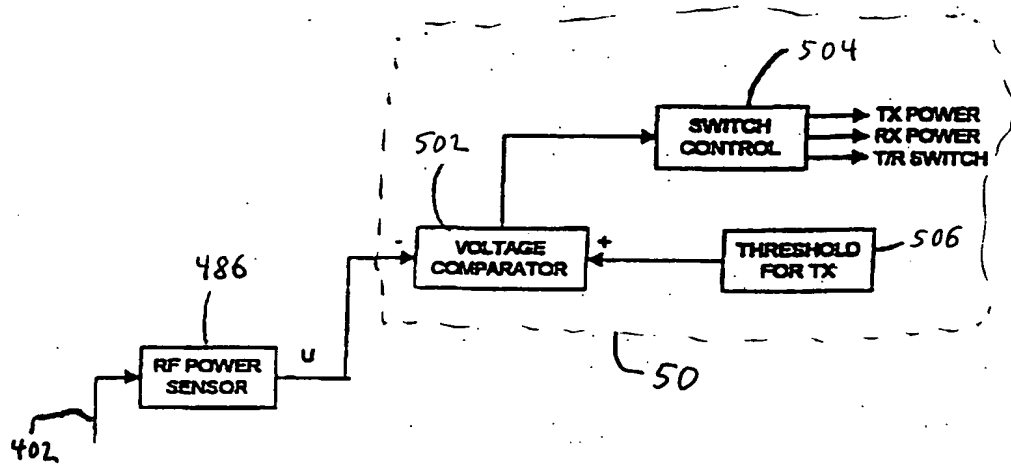 504
SWITCH
CONTROL
TX POWER
RX POWER
T/R SWITCH
502
-
VOLTAGE
COMPARATOR
+
THRESHOLD
FOR TX
506
486
RF POWER
SENSOR
U
50
402